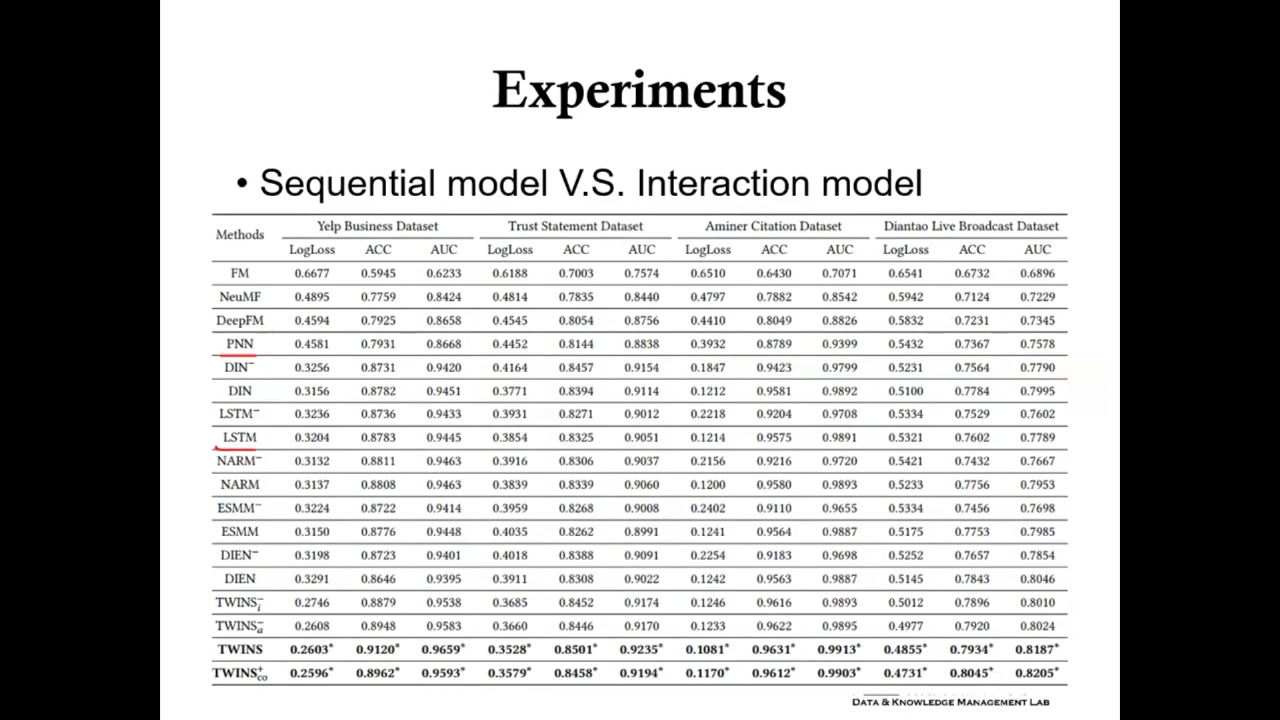 Experiments
• Sequential model V.S. Interaction model
Methods Yelp Business Dataset Trust Statement Dataset Aminer Citation Dataset Diantao Live Broadcast Dataset
LogLoss ACC AUC LogLoss ACC AUC LogLoss ACC AUC LogLoss ACC AUC
FM 0.6677 0.5945 0.6233 0.6188 0.7003 0.7574 0.6510 0.6430 0.7071 0.6541 0.6732 0.6896
NeuMF 0.4895 0.7759 0.8424 0.4814 0.7835 0.8440 0.4797 0.7882 0.8542 0.5942 0.7124 0.7229
DeepFM 0.4594 0.7925 0.8658 0.4545 0.8054 0.8756 0.4410 0.8049 0.8826 0.5832 0.7231 0.7345
PNN 0.4581 0.7931 0.8668 0.4452 0.8144 0.8838 0.3932 0.8789 0.9399 0.5432 0.7367 0.7578
DIN⁻ 0.3256 0.8731 0.9420 0.4164 0.8457 0.9154 0.1847 0.9423 0.9799 0.5231 0.7564 0.7790
DIN 0.3156 0.8782 0.9451 0.3771 0.8394 0.9114 0.1212 0.9581 0.9892 0.5100 0.7784 0.7995
LSTM⁻ 0.3236 0.8736 0.9433 0.3931 0.8271 0.9012 0.2218 0.9204 0.9708 0.5334 0.7529 0.7602
LSTM 0.3204 0.8783 0.9445 0.3854 0.8325 0.9051 0.1214 0.9575 0.9891 0.5321 0.7602 0.7789
NARM⁻ 0.3132 0.8811 0.9463 0.3916 0.8306 0.9037 0.2156 0.9216 0.9720 0.5421 0.7432 0.7667
NARM 0.3137 0.8808 0.9463 0.3839 0.8339 0.9060 0.1200 0.9580 0.9893 0.5233 0.7756 0.7953
ESMM⁻ 0.3224 0.8722 0.9414 0.3959 0.8268 0.9008 0.2402 0.9110 0.9655 0.5334 0.7456 0.7698
ESMM 0.3150 0.8776 0.9448 0.4035 0.8262 0.8991 0.1241 0.9564 0.9887 0.5175 0.7753 0.7985
DIEN⁻ 0.3198 0.8723 0.9401 0.4018 0.8388 0.9091 0.2254 0.9183 0.9698 0.5252 0.7657 0.7854
DIEN 0.3291 0.8646 0.9395 0.3911 0.8308 0.9022 0.1242 0.9563 0.9887 0.5145 0.7843 0.8046
TWINS⁻ᵢ 0.2746 0.8879 0.9538 0.3685 0.8452 0.9174 0.1246 0.9616 0.9893 0.5012 0.7896 0.8010
TWINS⁻ₐ 0.2608 0.8948 0.9583 0.3660 0.8446 0.9170 0.1233 0.9622 0.9895 0.4977 0.7920 0.8024
TWINS 0.2603* 0.9120* 0.9659* 0.3528* 0.8501* 0.9235* 0.1081* 0.9631* 0.9913* 0.4855* 0.7934* 0.8187*
TWINS⁺co 0.2596* 0.8962* 0.9593* 0.3579* 0.8458* 0.9194* 0.1170* 0.9612* 0.9903* 0.4731* 0.8045* 0.8205*
DATA & KNOWLEDGE MANAGEMENT LAB